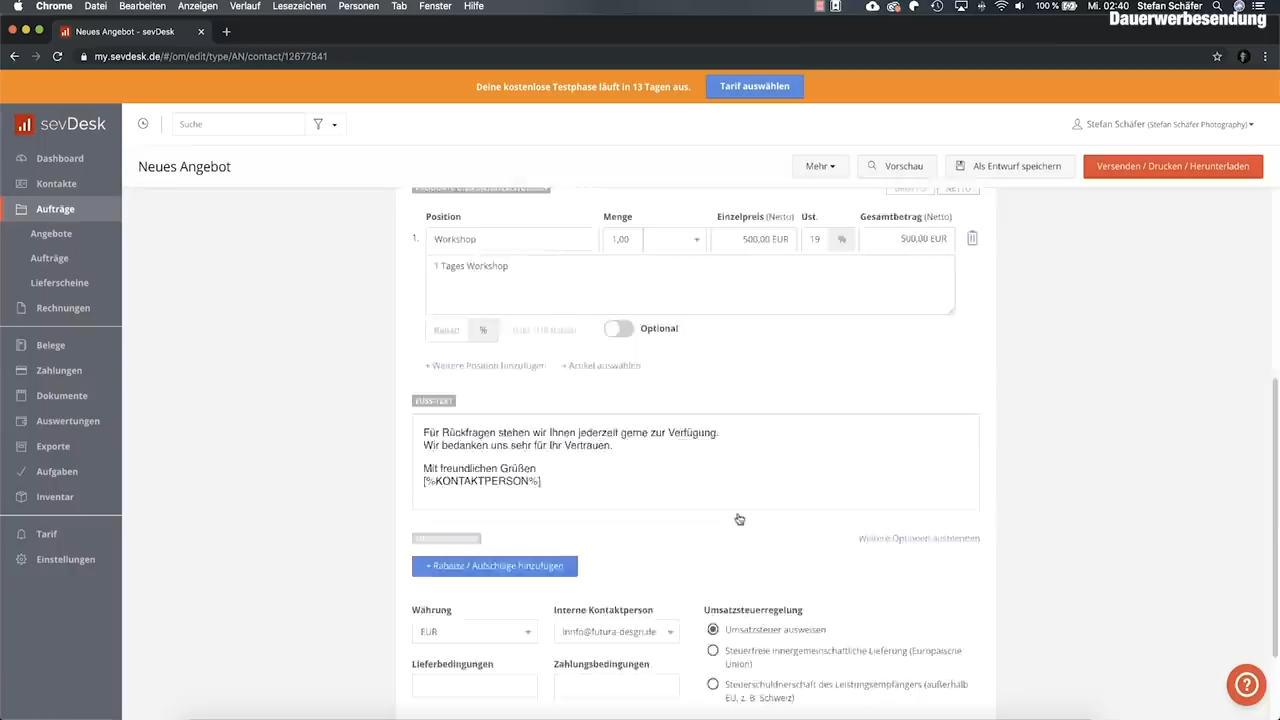 Chrome Ablage Bearbeiten Anzeigen Verlauf Lesezeichen Personen Tab Fenster Hilfe
100 % Mi. 02:40 Stefan Schäfer
Dauerwerbesendung
Neues Angebot - sevDesk
my.sevdesk.de/#/om/edit/type/AN/contact/12677841
Deine kostenlose Testphase läuft in 13 Tagen aus.
Tarif auswählen
sevDesk
Suche
Stefan Schäfer (Stefan Schäfer Photography)
Neues Angebot
Mehr
Vorschau
Als Entwurf speichern
Versenden / Drucken / Herunterladen
Dashboard
Kontakte
Aufträge
Angebote
Aufträge
Lieferscheine
Rechnungen
Belege
Zahlungen
Dokumente
Auswertungen
Exporte
Aufgaben
Inventar
Tarif
Einstellungen
NETTO
Position Menge Einzelpreis (Netto) Ust. Gesamtbetrag (Netto)
1. Workshop 1,00 500,00 EUR 19 % 500,00 EUR
1 Tages Workshop
Rabatt % Optional
+ Weitere Position hinzufügen + Artikel auswählen
FUSSTEXT
Für Rückfragen stehen wir Ihnen jederzeit gerne zur Verfügung.
Wir bedanken uns sehr für Ihr Vertrauen.
Mit freundlichen Grüßen
[%KONTAKTPERSON%]
Weitere Optionen ausblenden
+ Rabatte / Aufschläge hinzufügen
Währung Interne Kontaktperson Umsatzsteuerregelung
EUR
Umsatzsteuer ausweisen
Steuerfreie innergemeinschaftliche Lieferung (Europäische
Union)
Lieferbedingungen Zahlungsbedingungen
Steuerschuldnerschaft des Leistungsempfängers (außerhalb
EU, z. B. Schweiz)